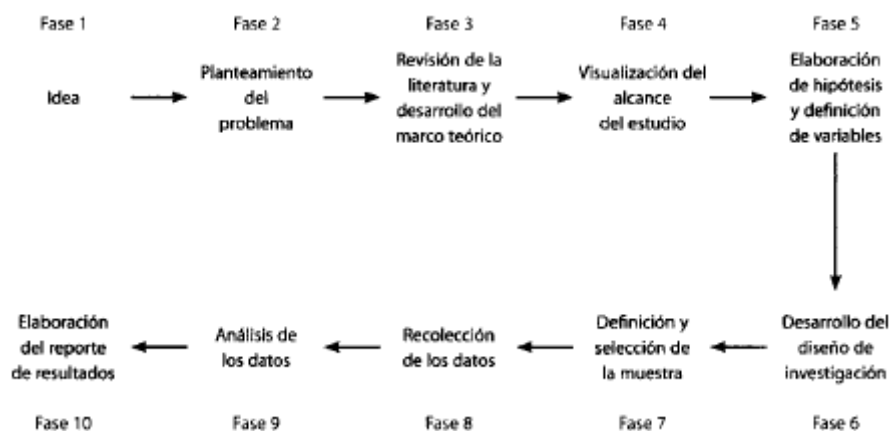 Fase 1
Idea
Fase 2
Planteamiento
del
problema
Fase 3
Revisión de la
literatura y
desarrollo del
marco teórico
Fase 4
Visualización del
alcance
del estudio
Fase 5
Elaboración
de hipótesis
y definición
de variables
Desarrollo del
diseño de
investigación
Fase 6
Definición y
selección de
la muestra
Fase 7
Recolección
de los datos
Fase 8
Análisis de
los datos
Fase 9
Elaboración
del reporte
de resultados
Fase 10